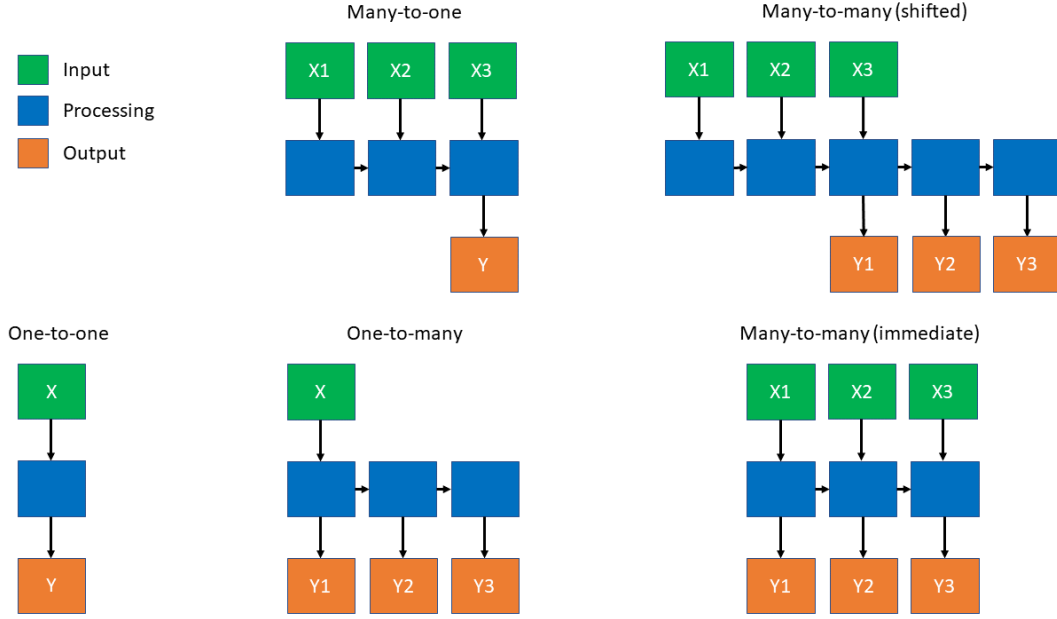 Many-to-one
Many-to-many (shifted)
Input
Processing
Output
X1 X2 X3
Y
X1 X2 X3
Y1 Y2 Y3
One-to-one
One-to-many
Many-to-many (immediate)
X
Y
X
Y1 Y2 Y3
X1 X2 X3
Y1 Y2 Y3